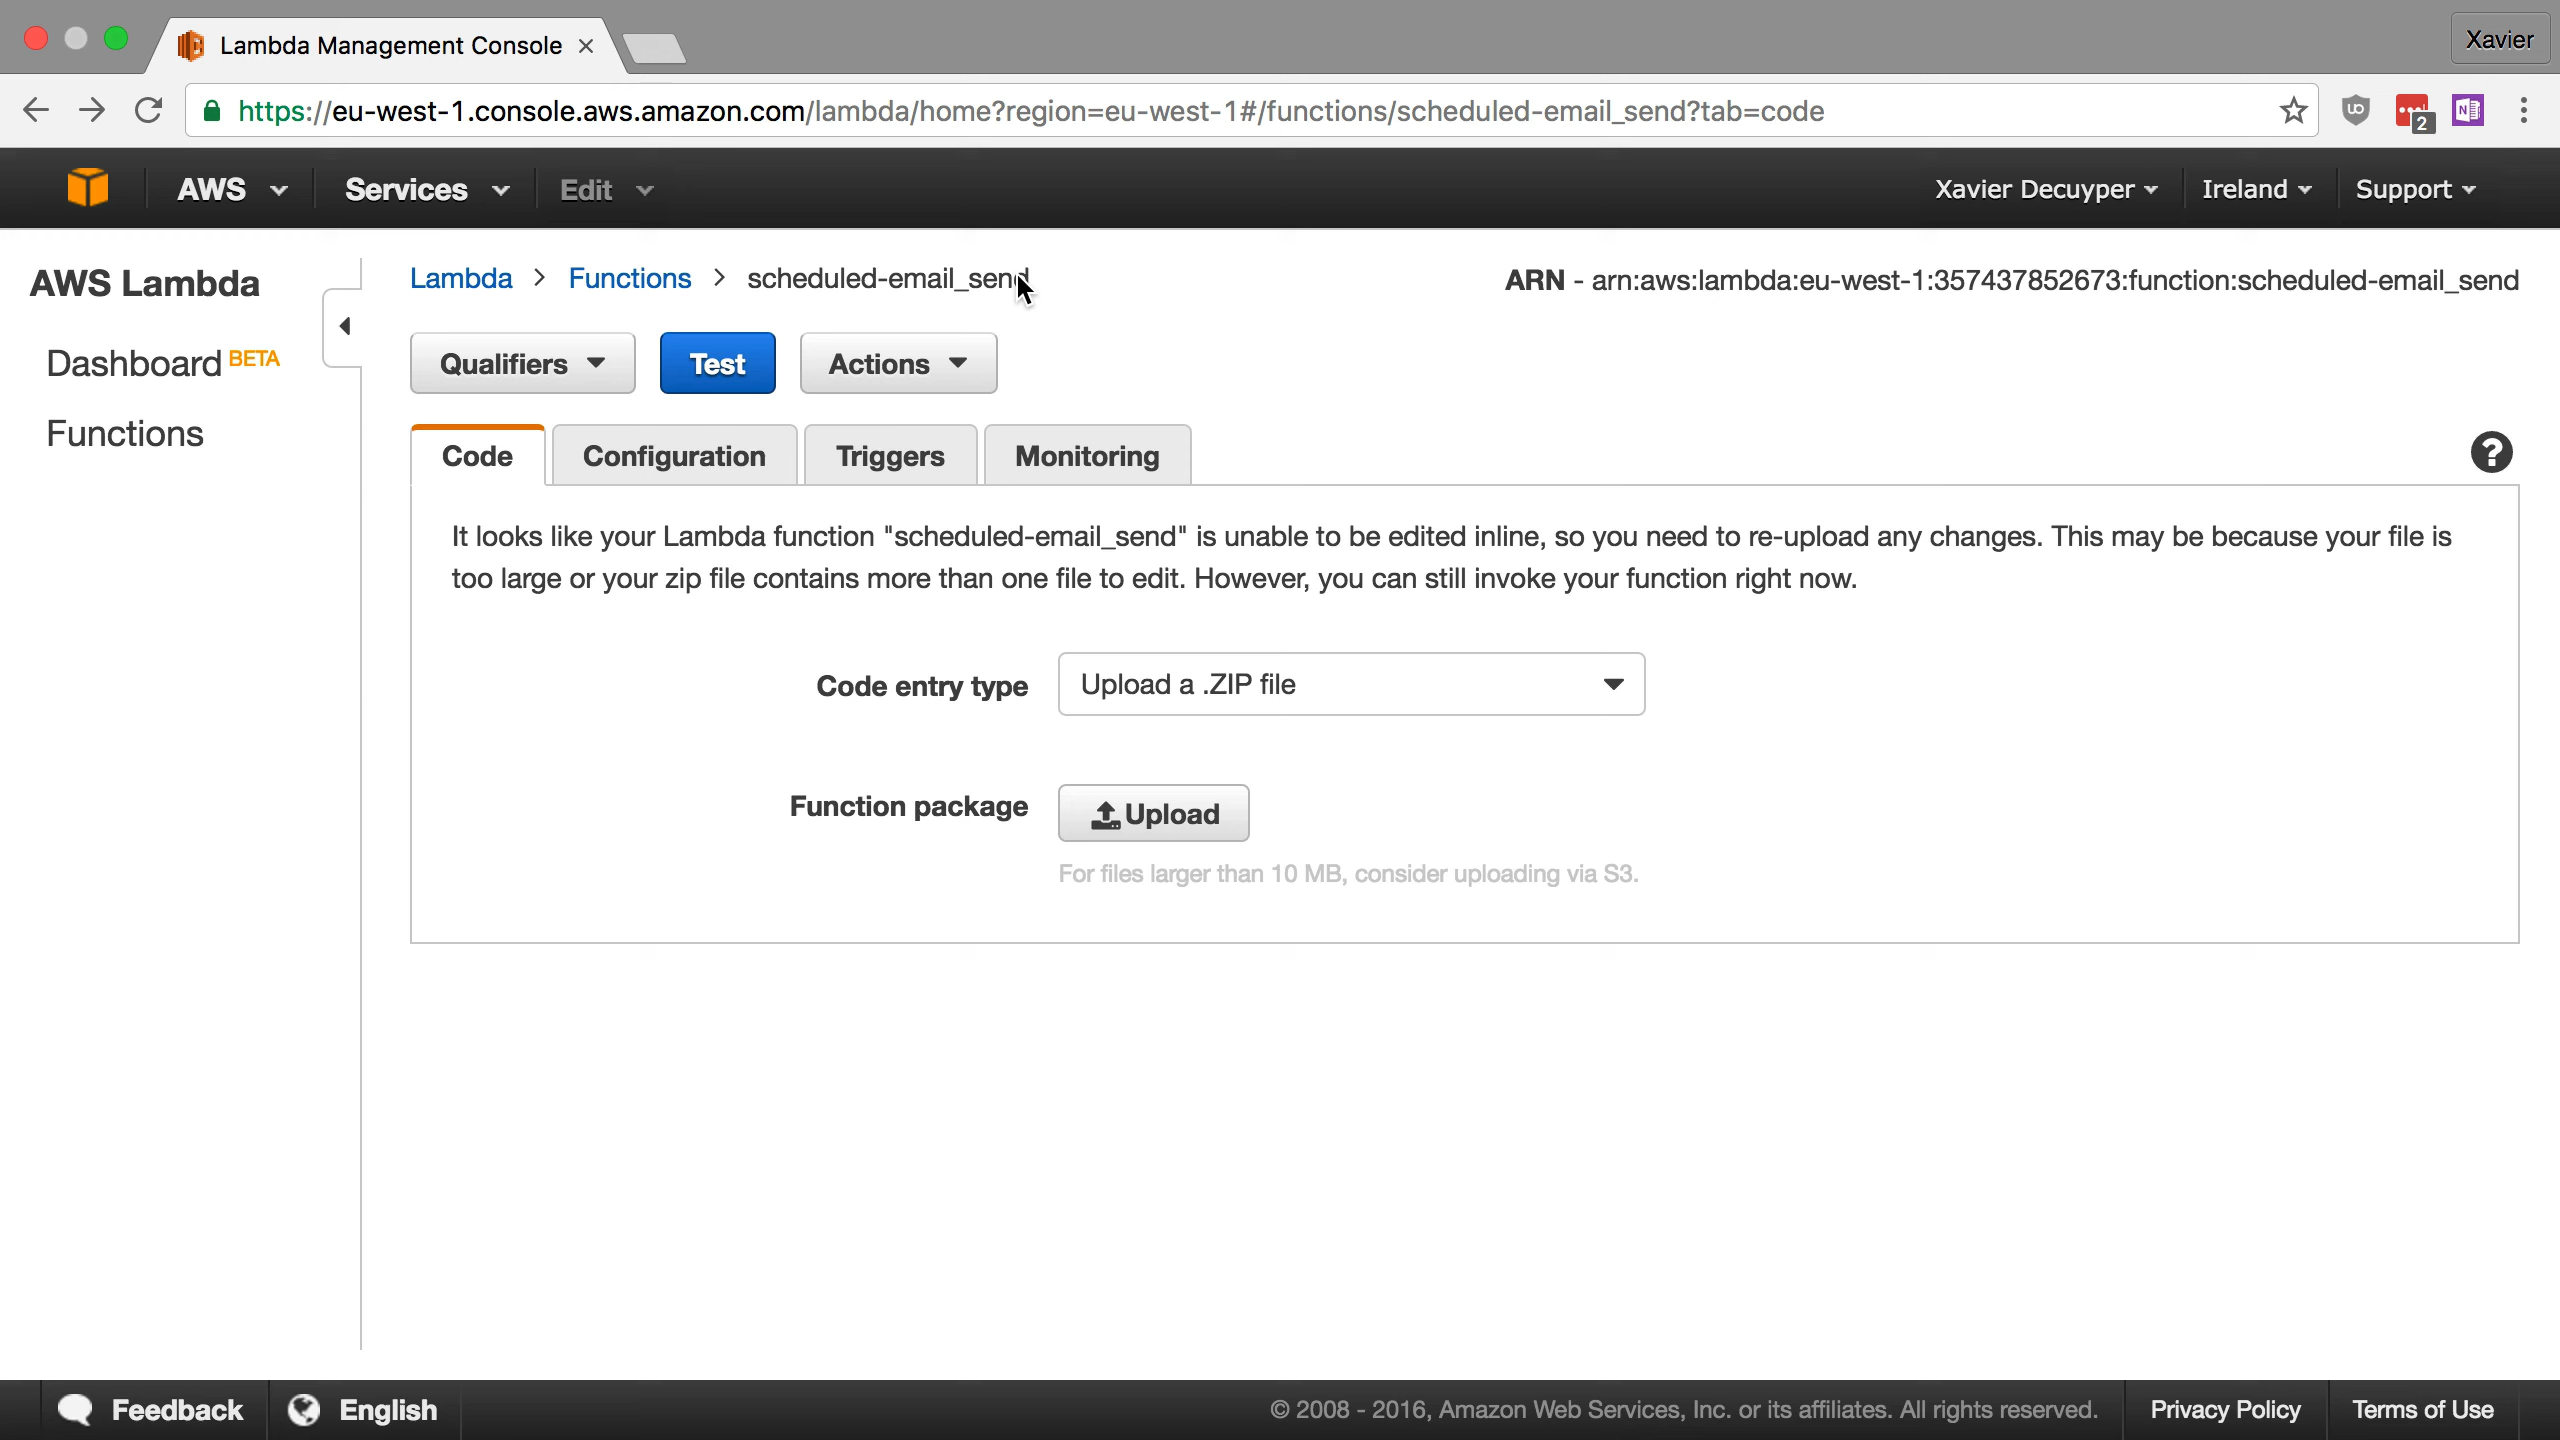 Lambda Management Console
Xavier
https://eu-west-1.console.aws.amazon.com/lambda/home?region=eu-west-1#/functions/scheduled-email_send?tab=code
2
AWS Services Edit Xavier Decuyper Ireland Support
AWS Lambda
Dashboard BETA
Functions
Lambda > Functions > scheduled-email_send
ARN - arn:aws:lambda:eu-west-1:357437852673:function:scheduled-email_send
Qualifiers Test Actions
Code Configuration Triggers Monitoring
It looks like your Lambda function "scheduled-email_send" is unable to be edited inline, so you need to re-upload any changes. This may be because your file is
too large or your zip file contains more than one file to edit. However, you can still invoke your function right now.
Code entry type Upload a .ZIP file
Function package Upload
For files larger than 10 MB, consider uploading via S3.
Feedback English © 2008 - 2016, Amazon Web Services, Inc. or its affiliates. All rights reserved. Privacy Policy Terms of Use